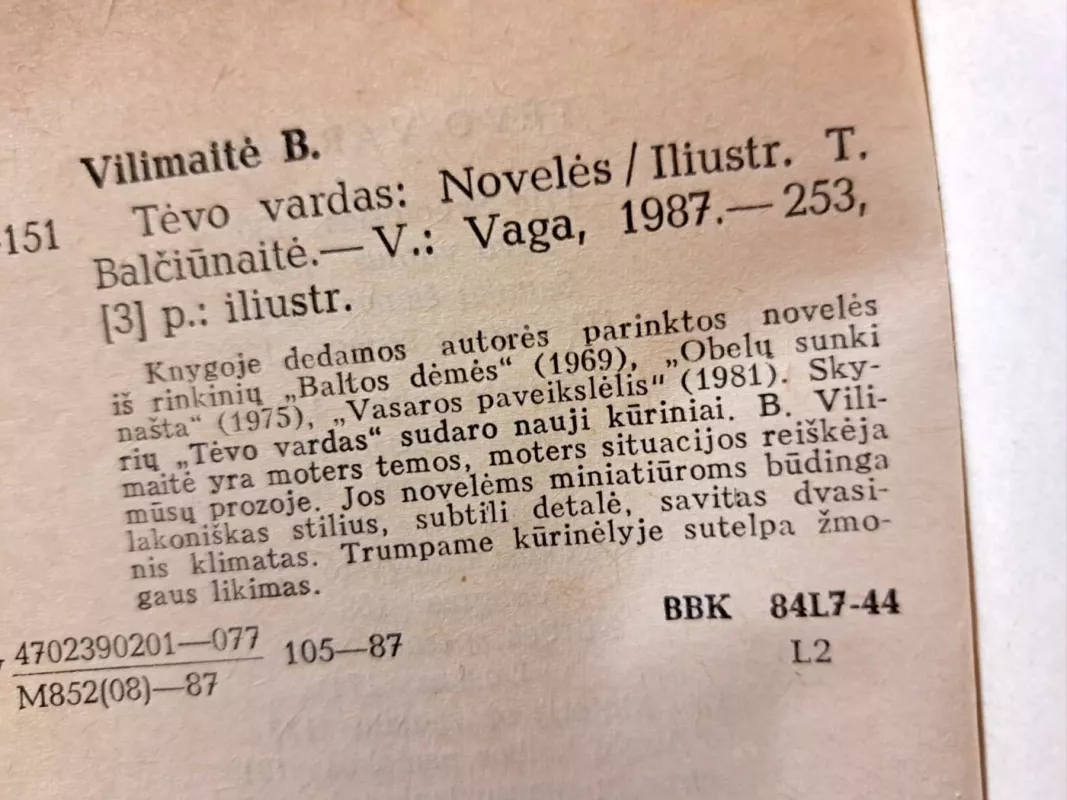 Vilimaitė B.
-151 Tėvo vardas: Novelės / Iliustr. T.
Balčiūnaitė.— V.: Vaga, 1987.— 253,
[3] p.: iliustr.
Knygoje dedamos autorės parinktos novelės
iš rinkinių „Baltos dėmės“ (1969), „Obelų sunki
našta“ (1975), „Vasaros paveikslėlis“ (1981). Sky-
rių „Tėvo vardas“ sudaro nauji kūriniai. B. Vili-
maitė yra moters temos, moters situacijos reiškėja
mūsų prozoje. Jos novelėms miniatiūroms būdinga
lakoniškas stilius, subtili detalė, savitas dvasi-
nis klimatas. Trumpame kūrinėlyje sutelpa žmo-
gaus likimas.
BBK 84L7-44
4702390201—077 105—87
M852(08)—87
L2